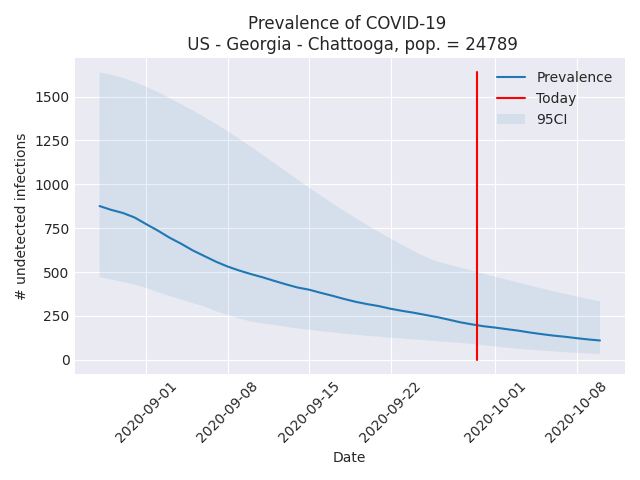 Prevalence of COVID-19
US - Georgia - Chattooga, pop. = 24789
Prevalence
Today
95CI
1500
1250
1000
750
500
250
0
# undetected infections
2020-09-01
2020-09-08
2020-09-15
2020-09-22
2020-10-01
2020-10-08
Date